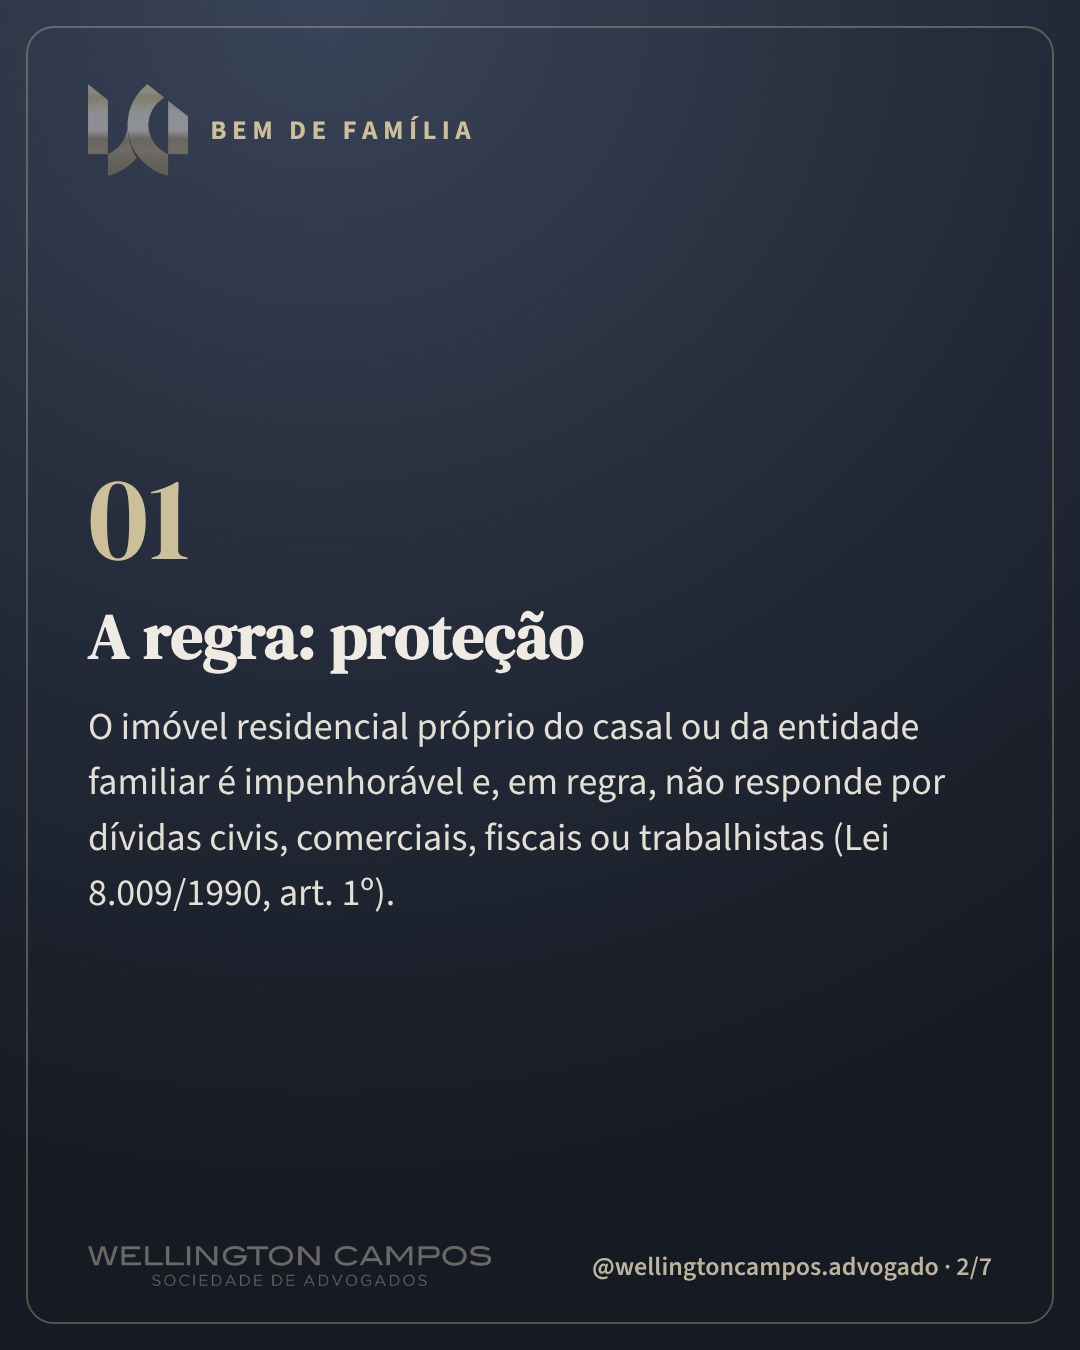 BEM DE FAMÍLIA
01
A regra: proteção
O imóvel residencial próprio do casal ou da entidade
familiar é impenhorável e, em regra, não responde por
dívidas civis, comerciais, fiscais ou trabalhistas (Lei
8.009/1990, art. 1º).
WELLINGTON CAMPOS
SOCIEDADE DE ADVOGADOS
@wellingtoncampos.advogado · 2/7